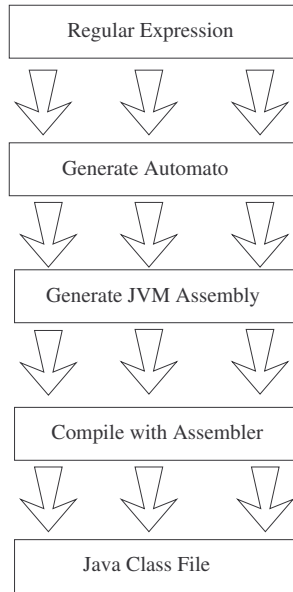 Regular Expression
Generate Automato
Generate JVM Assembly
Compile with Assembler
Java Class File